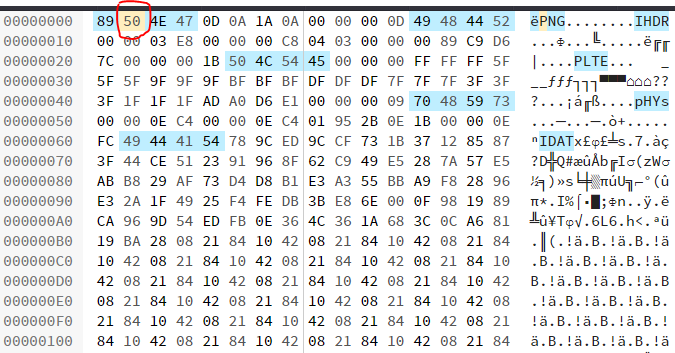 00000000 89 50 4E 47 0D 0A 1A 0A 00 00 00 0D 49 48 44 52 ëPNG........IHDR
00000010 00 00 03 E8 00 00 00 C8 04 03 00 00 00 89 C9 D6 ...Φ...╚.....ë╔╓
00000020 7C 00 00 00 1B 50 4C 54 45 00 00 00 FF FF FF 5F |....PLTE...   _
00000030 5F 5F 9F 9F 9F BF BF BF DF DF DF 7F 7F 7F 3F 3F __ƒƒƒ┐┐┐▀▀▀⌂⌂⌂??
00000040 3F 1F 1F 1F AD A0 D6 E1 00 00 00 09 70 48 59 73 ?...¡á╓ß....pHYs
00000050 00 00 0E C4 00 00 0E C4 01 95 2B 0E 1B 00 00 0E ...─...─.ò+.....
00000060 FC 49 44 41 54 78 9C ED 9C CF 73 1B 37 12 85 87 ⁿIDATx£φ£╧s.7.àç
00000070 3F 44 CE 51 23 91 96 8F 62 C9 49 E5 28 7A 57 E5 ?D╬Q#æûÅb╔Iσ(zWσ
00000080 AB B8 29 AF 73 D4 D8 B1 E3 A3 55 BB A9 F8 28 96 ½╕)»s╘╪▒πúU╗⌐°(û
00000090 E3 2A 1F 49 25 F4 FE DB 3B E8 6E 00 0F 98 19 89 π*.I%⌠■█;Φn..ÿ.ë
000000A0 CA 96 9D 54 ED FB 0E 36 4C 36 1A 68 3C 0C A6 81 ╩û¥Tφ√.6L6.h<.ªü
000000B0 19 BA 28 08 21 84 10 42 08 21 84 10 42 08 21 84 .║(.!ä.B.!ä.B.!ä
000000C0 10 42 08 21 84 10 42 08 21 84 10 42 08 21 84 10 .B.!ä.B.!ä.B.!ä.
000000D0 42 08 21 84 10 42 08 21 84 10 42 08 21 84 10 42 B.!ä.B.!ä.B.!ä.B
000000E0 08 21 84 10 42 08 21 84 10 42 08 21 84 10 42 08 .!ä.B.!ä.B.!ä.B.
000000F0 21 84 10 42 08 21 84 10 42 08 21 84 10 42 08 21 !ä.B.!ä.B.!ä.B.!
00000100 84 10 42 08 21 84 10 42 08 21 84 10 42 08 21 84 ä.B.!ä.B.!ä.B.!ä